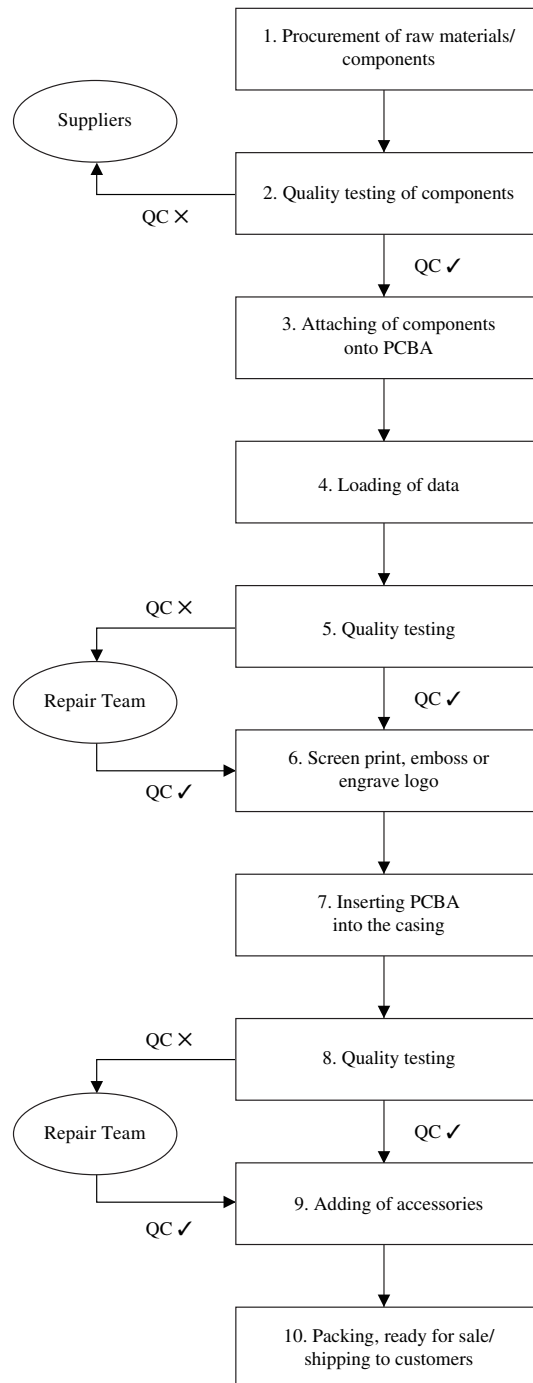 1. Procurement of raw materials/
components
Suppliers
2. Quality testing of components
QC ✕
QC ✓
3. Attaching of components
onto PCBA
4. Loading of data
QC ✕
5. Quality testing
Repair Team
QC ✓
6. Screen print, emboss or
engrave logo
QC ✓
7. Inserting PCBA
into the casing
QC ✕
8. Quality testing
Repair Team
QC ✓
9. Adding of accessories
QC ✓
10. Packing, ready for sale/
shipping to customers